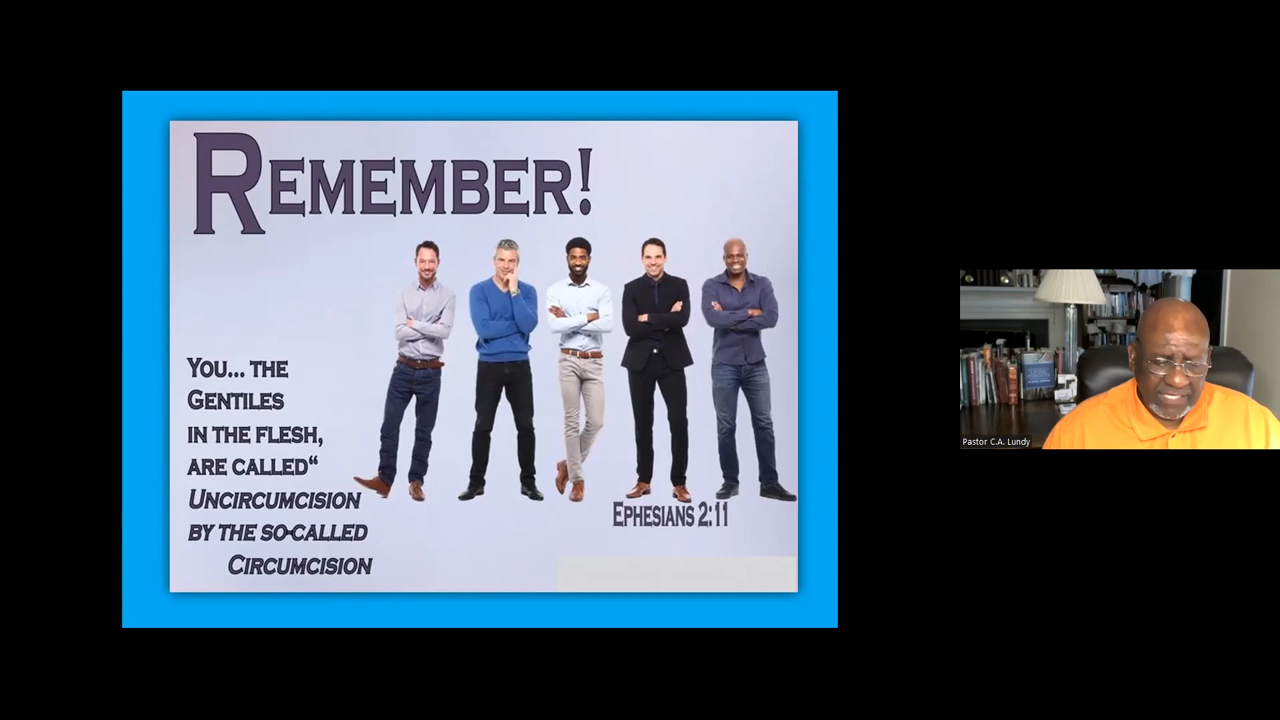 REMEMBER!
YOU... THE
GENTILES
IN THE FLESH,
ARE CALLED“
UNCIRCUMCISION
BY THE SO-CALLED
CIRCUMCISION
EPHESIANS 2:11
Pastor C.A. Lundy